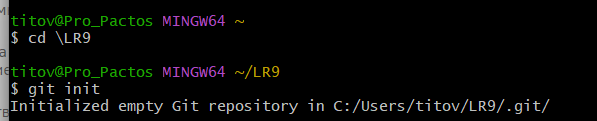 titov@Pro_Pactos MINGW64 ~
$ cd \LR9
titov@Pro_Pactos MINGW64 ~/LR9
$ git init
Initialized empty Git repository in C:/Users/titov/LR9/.git/